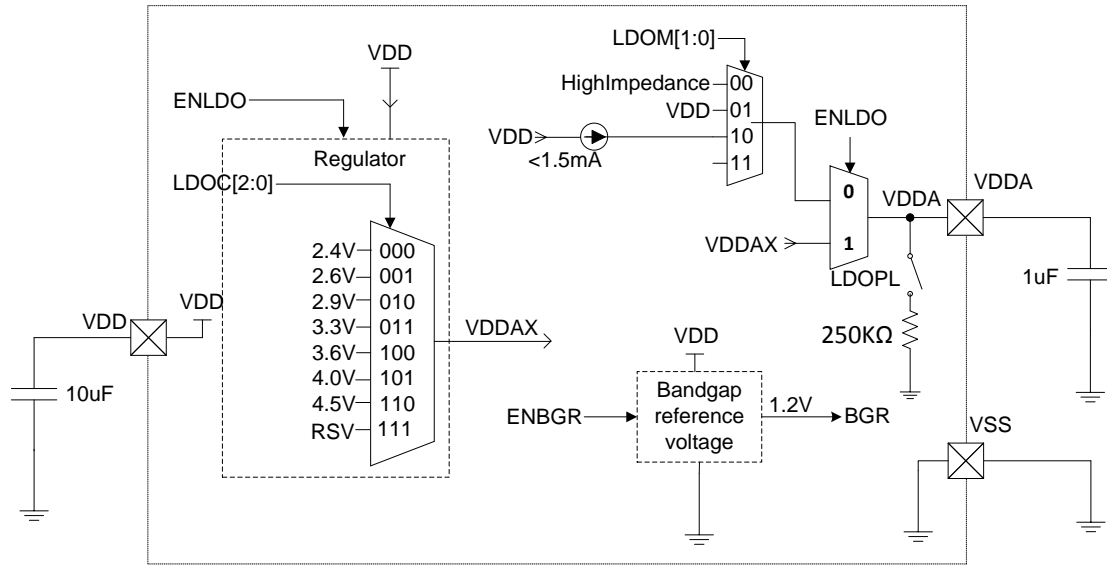 LDOM[1:0]
VDD
HighImpedance
00
ENLDO
VDD
01
ENLDO
VDD
10
<1.5mA
11
Regulator
LDOC[2:0]
0
VDDA
VDDA
VDDAX
1
2.4V
000
2.6V
001
LDOPL
1uF
2.9V
010
VDD
VDD
3.3V
011
VDDAX
250KΩ
3.6V
100
VDD
4.0V
101
10uF
4.5V
110
Bandgap
reference
voltage
ENBGR
1.2V
BGR
RSV
111
VSS